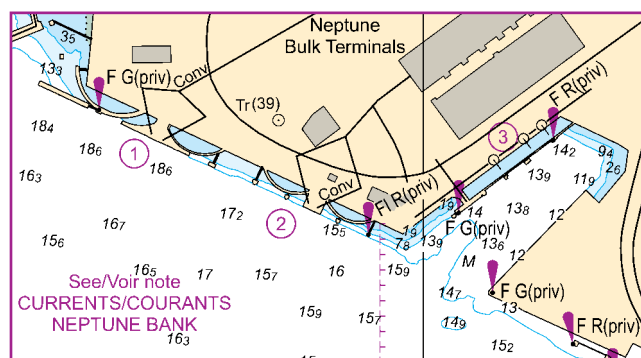 Neptune
Bulk Terminals
35
13₃
F G(priv)
Conv
F R(priv)
Tr(39)
3
18₄
18₆
1
18₆
14₂
9₄
2₆
13₉
11₉
16₃
Conv
Fl R(priv)
19
14
13₈
12
16₇
17₂
2
15₅
19
F G(priv)
15₆
7₈
13₉
13₆
12
See/Voir note
CURRENTS/COURANTS
NEPTUNE BANK
16₅
17
15₇
16
15₉
M
F G(priv)
14₇
13
15₉
15₇
14₉
F R(priv)
16₃
15₂